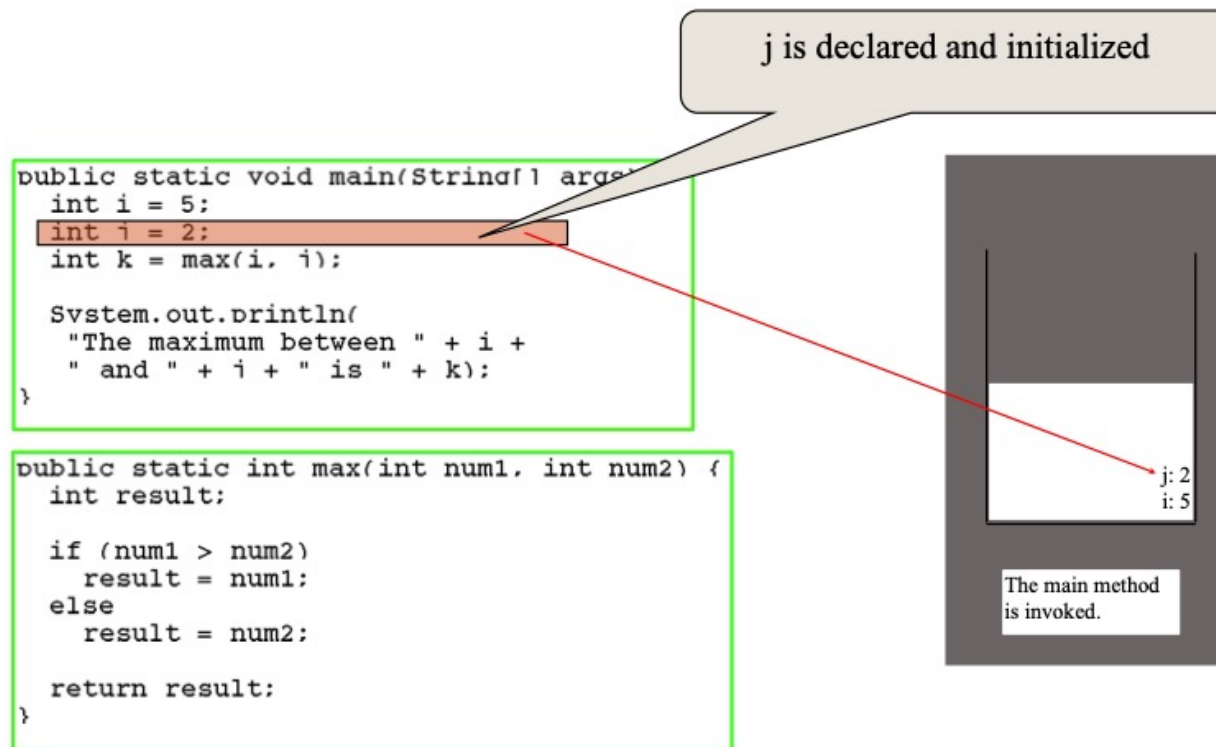 j is declared and initialized
public static void main(String[] args)
int i = 5;
int j = 2;
int k = max(i, j);
System.out.println(
"The maximum between " + i +
" and " + j + " is " + k);
}
public static int max(int num1, int num2) {
int result;
if (num1 > num2)
result = num1;
else
result = num2;
return result;
}
j: 2
i: 5
The main method
is invoked.